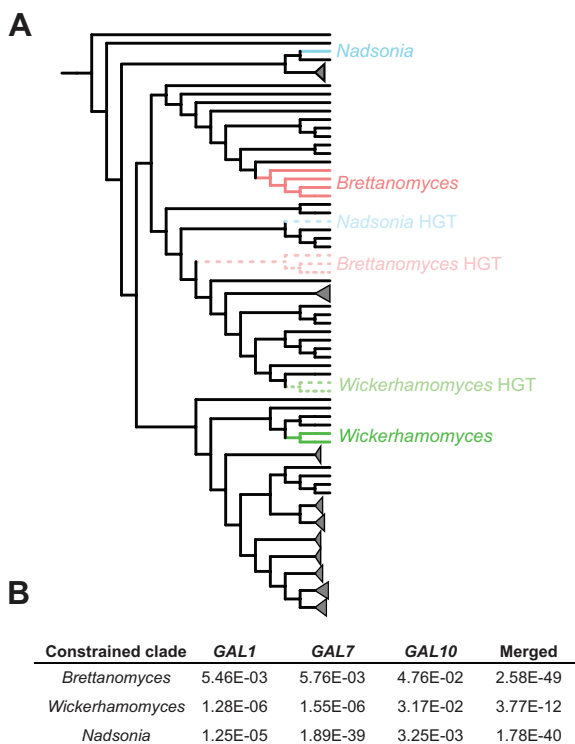 A
Nadsonia
Brettanomyces
Nadsonia HGT
Brettanomyces HGT
Wickerhamomyces HGT
Wickerhamomyces
B
Constrained clade GAL1 GAL7 GAL10 Merged
Brettanomyces 5.46E-03 5.76E-03 4.76E-02 2.58E-49
Wickerhamomyces 1.28E-06 1.55E-06 3.17E-02 3.77E-12
Nadsonia 1.25E-05 1.89E-39 3.25E-03 1.78E-40